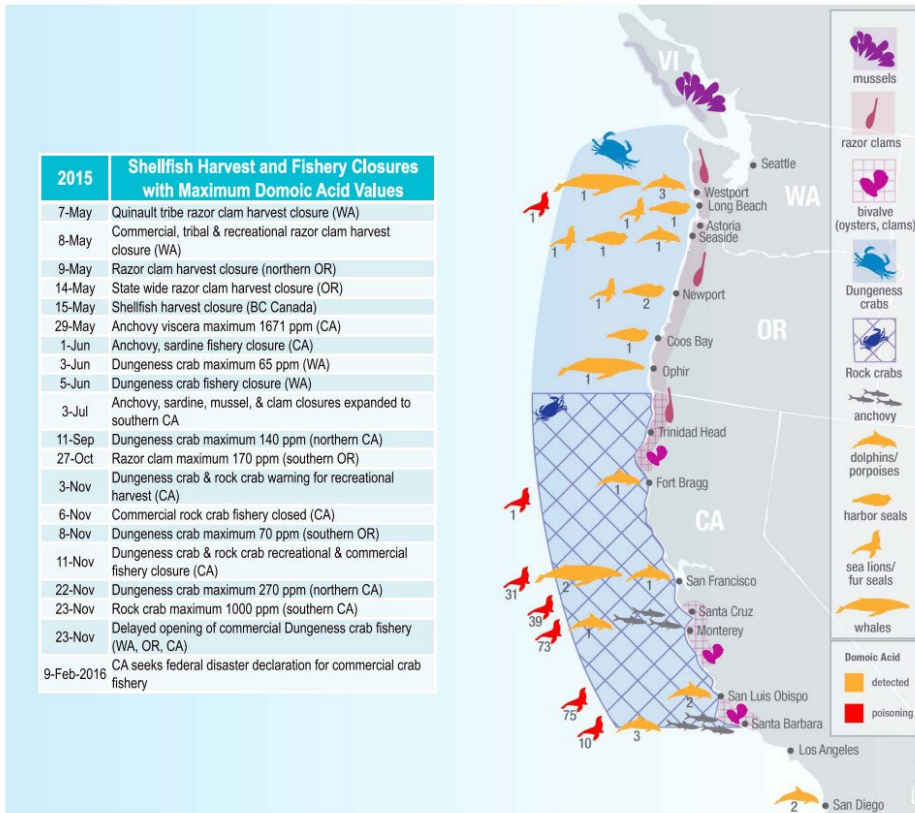 2015
Shellfish Harvest and Fishery Closures
with Maximum Domoic Acid Values
7-May Quinault tribe razor clam harvest closure (WA)
8-May Commercial, tribal & recreational razor clam harvest
closure (WA)
9-May Razor clam harvest closure (northern OR)
14-May State wide razor clam harvest closure (OR)
15-May Shellfish harvest closure (BC Canada)
29-May Anchovy viscera maximum 1671 ppm (CA)
1-Jun Anchovy, sardine fishery closure (CA)
3-Jun Dungeness crab maximum 65 ppm (WA)
5-Jun Dungeness crab fishery closure (WA)
3-Jul Anchovy, sardine, mussel, & clam closures expanded to
southern CA
11-Sep Dungeness crab maximum 140 ppm (northern CA)
27-Oct Razor clam maximum 170 ppm (southern OR)
3-Nov Dungeness crab & rock crab warning for recreational
harvest (CA)
6-Nov Commercial rock crab fishery closed (CA)
8-Nov Dungeness crab maximum 70 ppm (southern OR)
11-Nov Dungeness crab & rock crab recreational & commercial
fishery closure (CA)
22-Nov Dungeness crab maximum 270 ppm (northern CA)
23-Nov Rock crab maximum 1000 ppm (southern CA)
23-Nov Delayed opening of commercial Dungeness crab fishery
(WA, OR, CA)
9-Feb-2016 CA seeks federal disaster declaration for commercial crab
fishery
VI
Seattle
WA
1 3 Westport
1 1 1 Long Beach
Astoria
1 1 1 Seaside
1 2 Newport
OR
1 Coos Bay
1 Ophir
Trinidad Head
1 Fort Bragg
1
CA
31 2 1 San Francisco
39 Santa Cruz
73 1 Monterey
75 2 San Luis Obispo
10 3 Santa Barbara
Los Angeles
2 San Diego
mussels
razor clams
bivalve
(oysters, clams)
Dungeness
crabs
Rock crabs
anchovy
dolphins/
porpoises
harbor seals
sea lions/
fur seals
whales
Domoic Acid
detected
poisoning